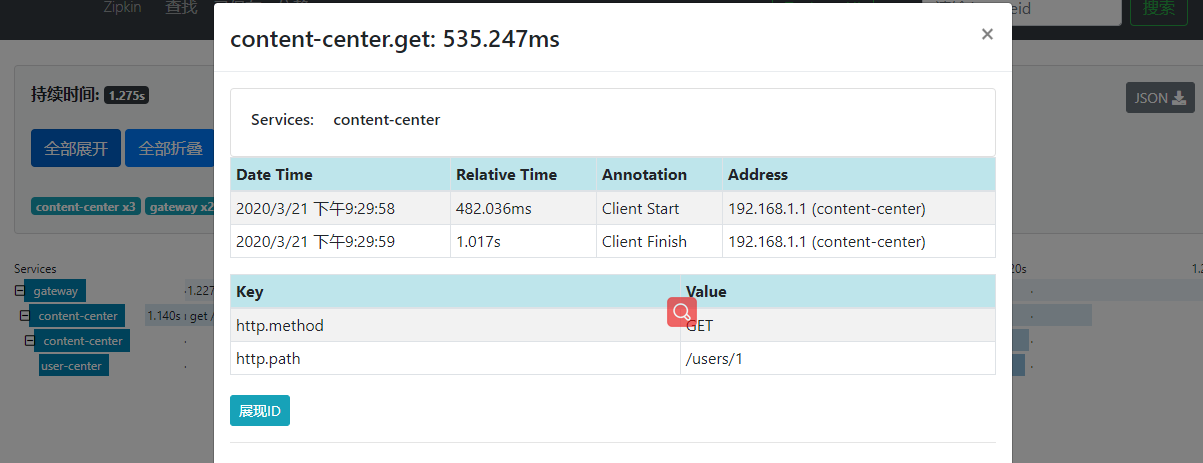 Zipkin 查找
搜索
content-center.get: 535.247ms
×
持续时间: 1.275s
JSON
Services: content-center
全部展开 全部折叠
Date Time Relative Time Annotation Address
2020/3/21 下午9:29:58 482.036ms Client Start 192.168.1.1 (content-center)
content-center x3 gateway x2
2020/3/21 下午9:29:59 1.017s Client Finish 192.168.1.1 (content-center)
Services
Key Value
gateway
content-center 1.140s get /
http.method GET
content-center
http.path /users/1
user-center
展现ID